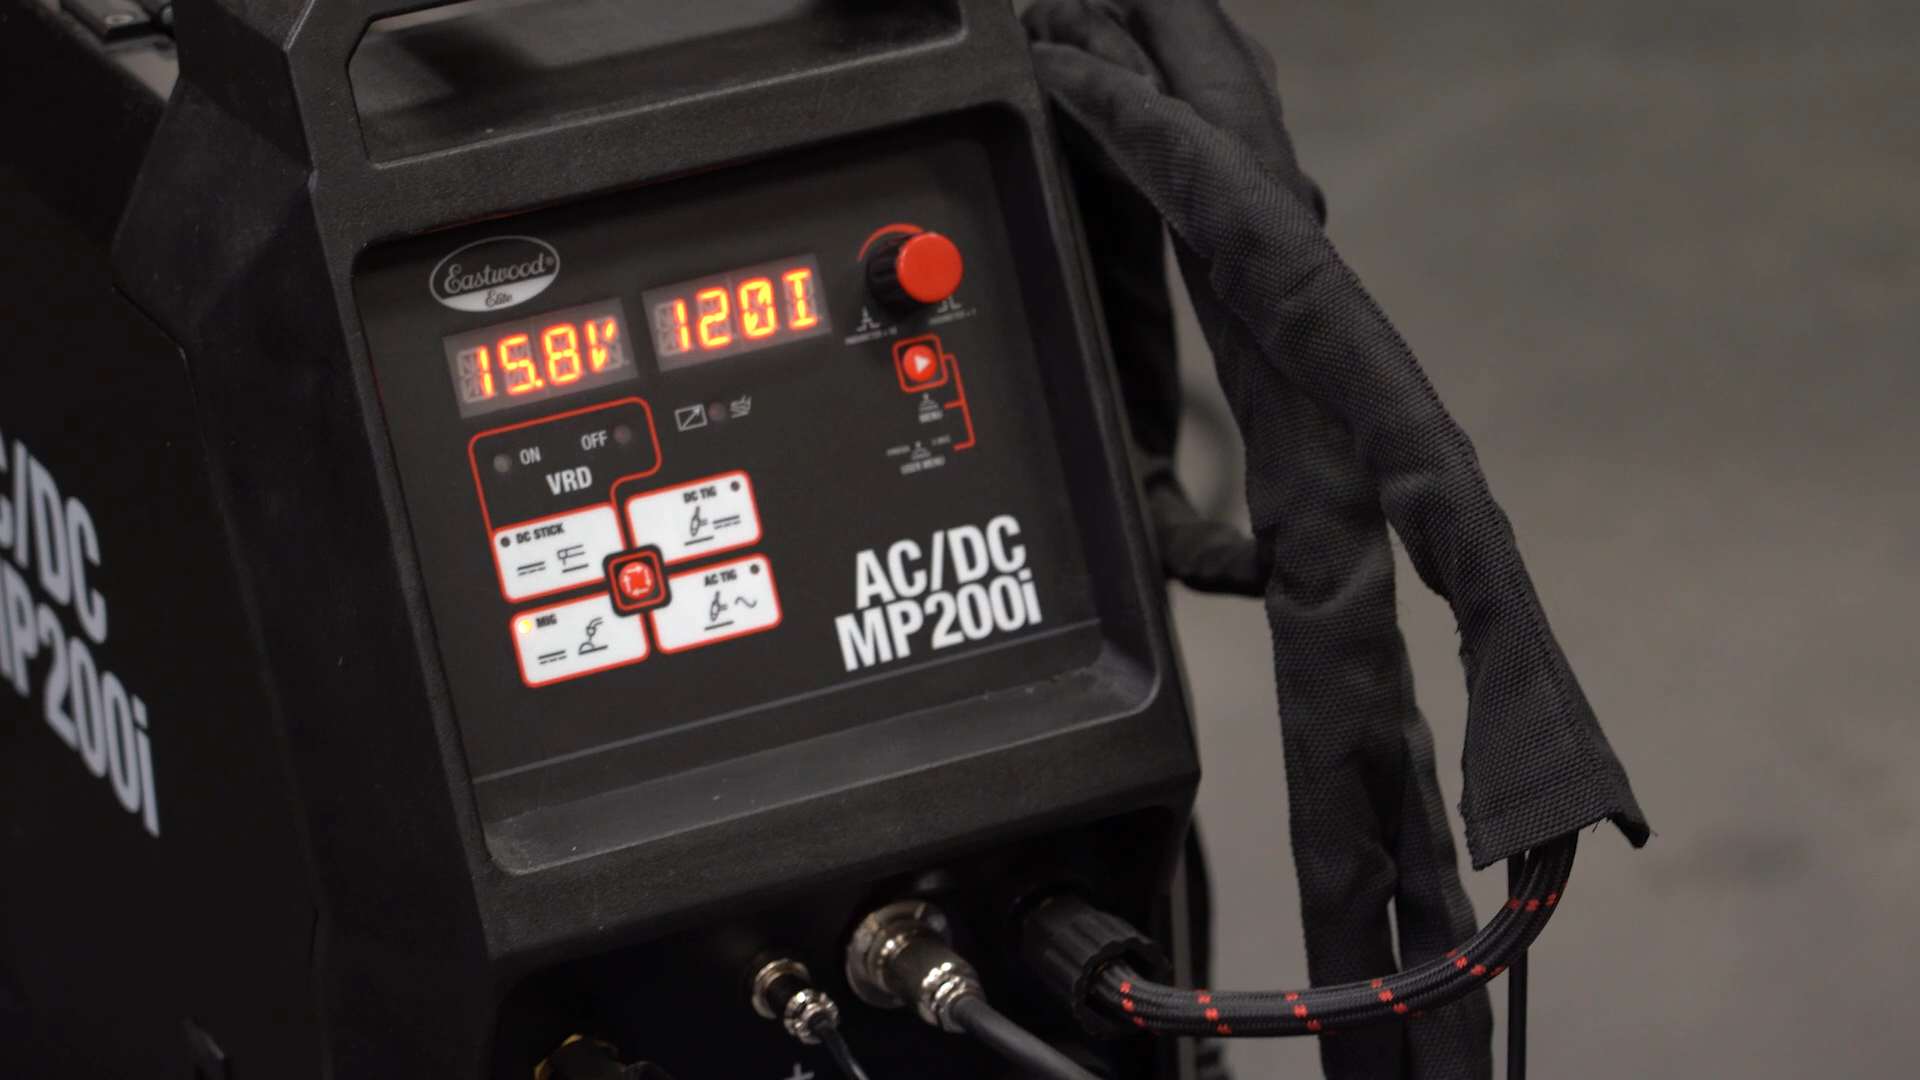 Eastwood®
Elite
15.8V
120I
ON
OFF
VRD
MENU
USER MENU
DC STICK
DC TIG
MIG
AC TIG
AC/DC
MP200i
C/DC
MP200i
+